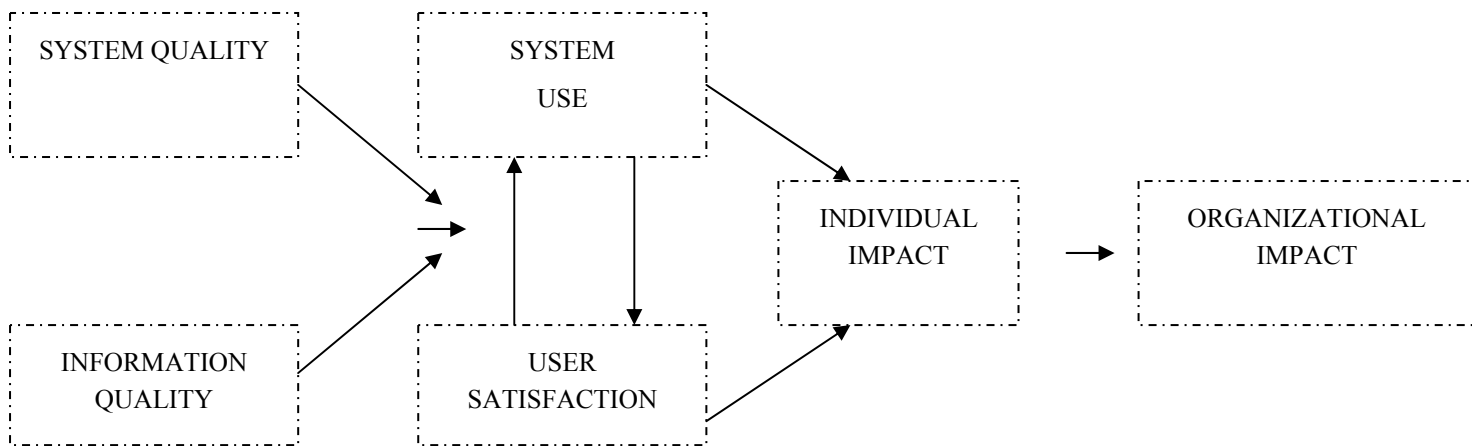 SYSTEM QUALITY
SYSTEM
USE
INDIVIDUAL
IMPACT
ORGANIZATIONAL
IMPACT
INFORMATION
QUALITY
USER
SATISFACTION